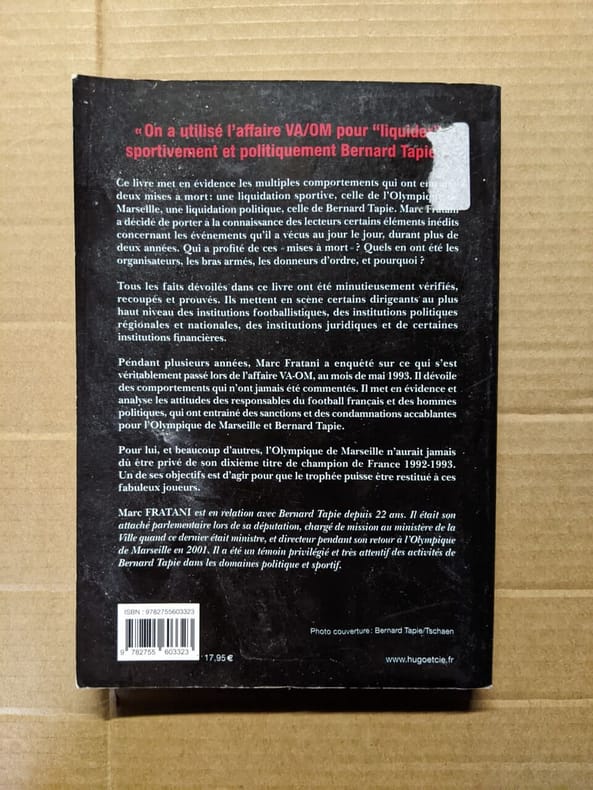 « On a utilisé l'affaire VA/OM pour "liquider"
sportivement et politiquement Bernard Tapie
Ce livre met en évidence les multiples comportements qui ont
deux mises à mort : une liquidation sportive, celle de l'Olympique de
Marseille, une liquidation politique, celle de Bernard Tapie. Marc Fratani
a décidé de porter à la connaissance des lecteurs certains éléments inédits
concernant les événements qu'il a vécus au jour le jour, durant plus de
deux années. Qui a profité de ces «mises à mort» ? Quels en ont été les
organisateurs, les bras armés, les donneurs d'ordre, et pourquoi ?
Tous les faits dévoilés dans ce livre ont été minutieusement vérifiés,
recoupés et prouvés. Ils mettent en scène certains dirigeants au plus
haut niveau des institutions footballistiques, des institutions politiques
régionales et nationales, des institutions juridiques et de certaines
institutions financières.
Pendant plusieurs années, Marc Fratani a enquêté sur ce qui s'est
véritablement passé lors de l'affaire VA-OM, au mois de mai 1993. Il dévoile
des comportements qui n'ont jamais été commentés. Il met en évidence et
analyse les attitudes des responsables du football français et des hommes
politiques, qui ont entrainé des sanctions et des condamnations accablantes
pour l'Olympique de Marseille et Bernard Tapie.
Pour lui, et beaucoup d'autres, l'Olympique de Marseille n'aurait jamais
dû être privé de son dixième titre de champion de France 1992-1993.
Un de ses objectifs est d'agir pour que le trophée puisse être restitué à ces
fabuleux joueurs.
Marc FRATANI est en relation avec Bernard Tapie depuis 22 ans. Il était son
attaché parlementaire lors de sa députation, chargé de mission au ministère de la
Ville quand ce dernier était ministre, et directeur pendant son retour à l'Olympique
de Marseille en 2001. Il a été un témoin privilégié et très attentif des activités de
Bernard Tapie dans les domaines politique et sportif.
ISBN : 9782755603323
9 782755 603323
17,95 €
Photo couverture : Bernard Tapie/Tschaen
www.hugoetcie.fr